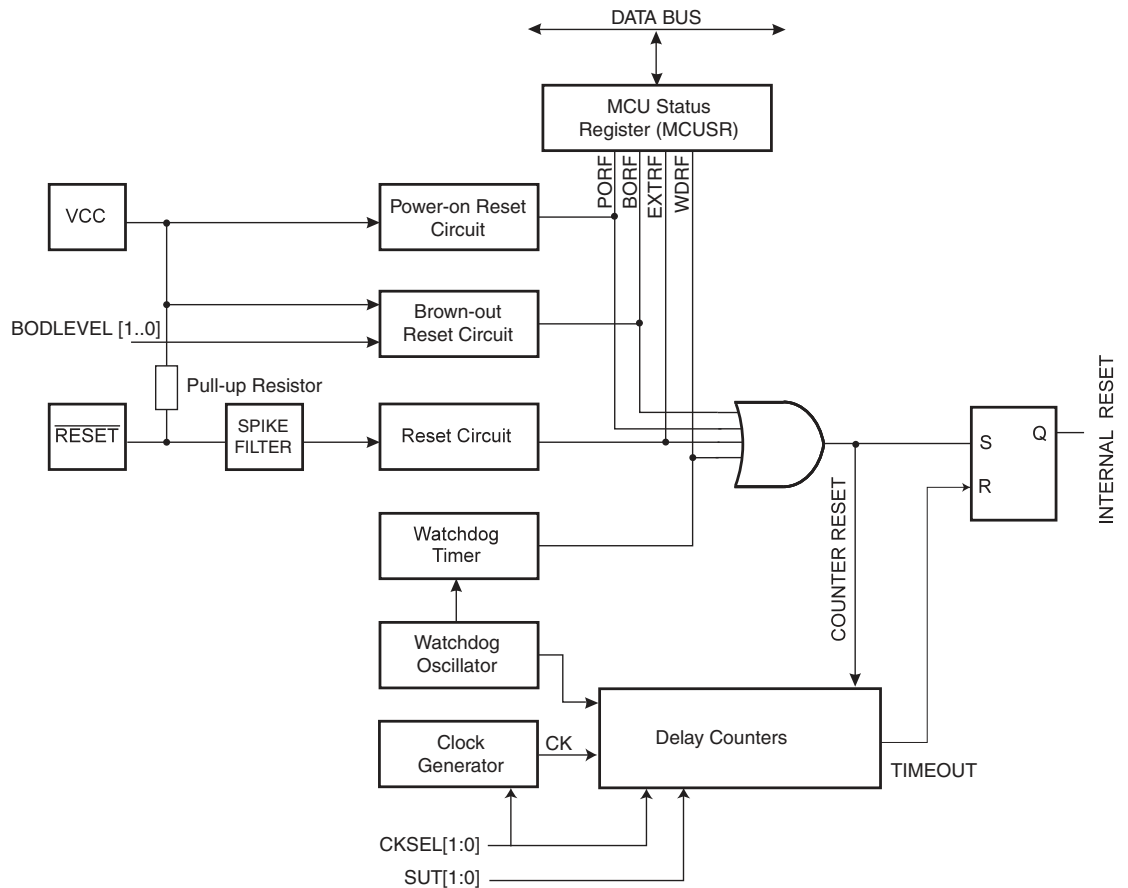 DATA BUS
MCU Status
Register (MCUSR)
PORF
BORF
EXTRF
WDRF
VCC
Power-on Reset
Circuit
Brown-out
Reset Circuit
BODLEVEL [1..0]
Pull-up Resistor
RESET
SPIKE
FILTER
Reset Circuit
S
Q
R
INTERNAL RESET
COUNTER RESET
Watchdog
Timer
Watchdog
Oscillator
Clock
Generator
CK
Delay Counters
TIMEOUT
CKSEL[1:0]
SUT[1:0]